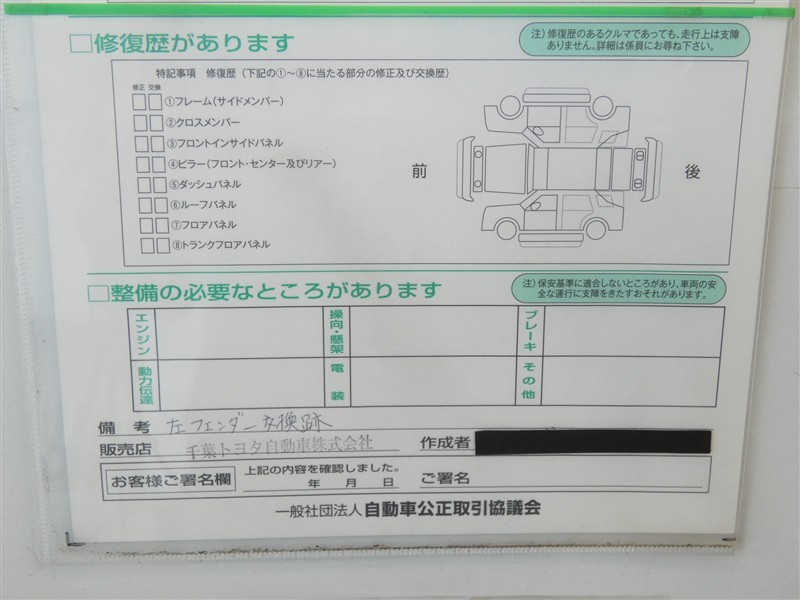 □修復歴があります
注）修復歴のあるクルマであっても、走行上は支障
ありません。詳細は係員にお尋ね下さい。
特記事項　修復歴（下記の①～⑧に当たる部分の修正及び交換歴）
修正 交換
①フレーム（サイドメンバー）
②クロスメンバー
③フロントインサイドパネル
④ピラー（フロント・センター及びリアー）
⑤ダッシュパネル
⑥ルーフパネル
⑦フロアパネル
⑧トランクフロアパネル
前
後
□整備の必要なところがあります
注）保安基準に適合しないところがあり、車両の安
全な運行に支障をきたすおそれがあります。
エンジン
操向・懸架
ブレーキ
動力伝達
電装
その他
備考 左フェンダー交換跡
販売店 千葉トヨタ自動車株式会社 作成者
お客様ご署名欄
上記の内容を確認しました。
年 月 日 ご署名
一般社団法人 自動車公正取引協議会